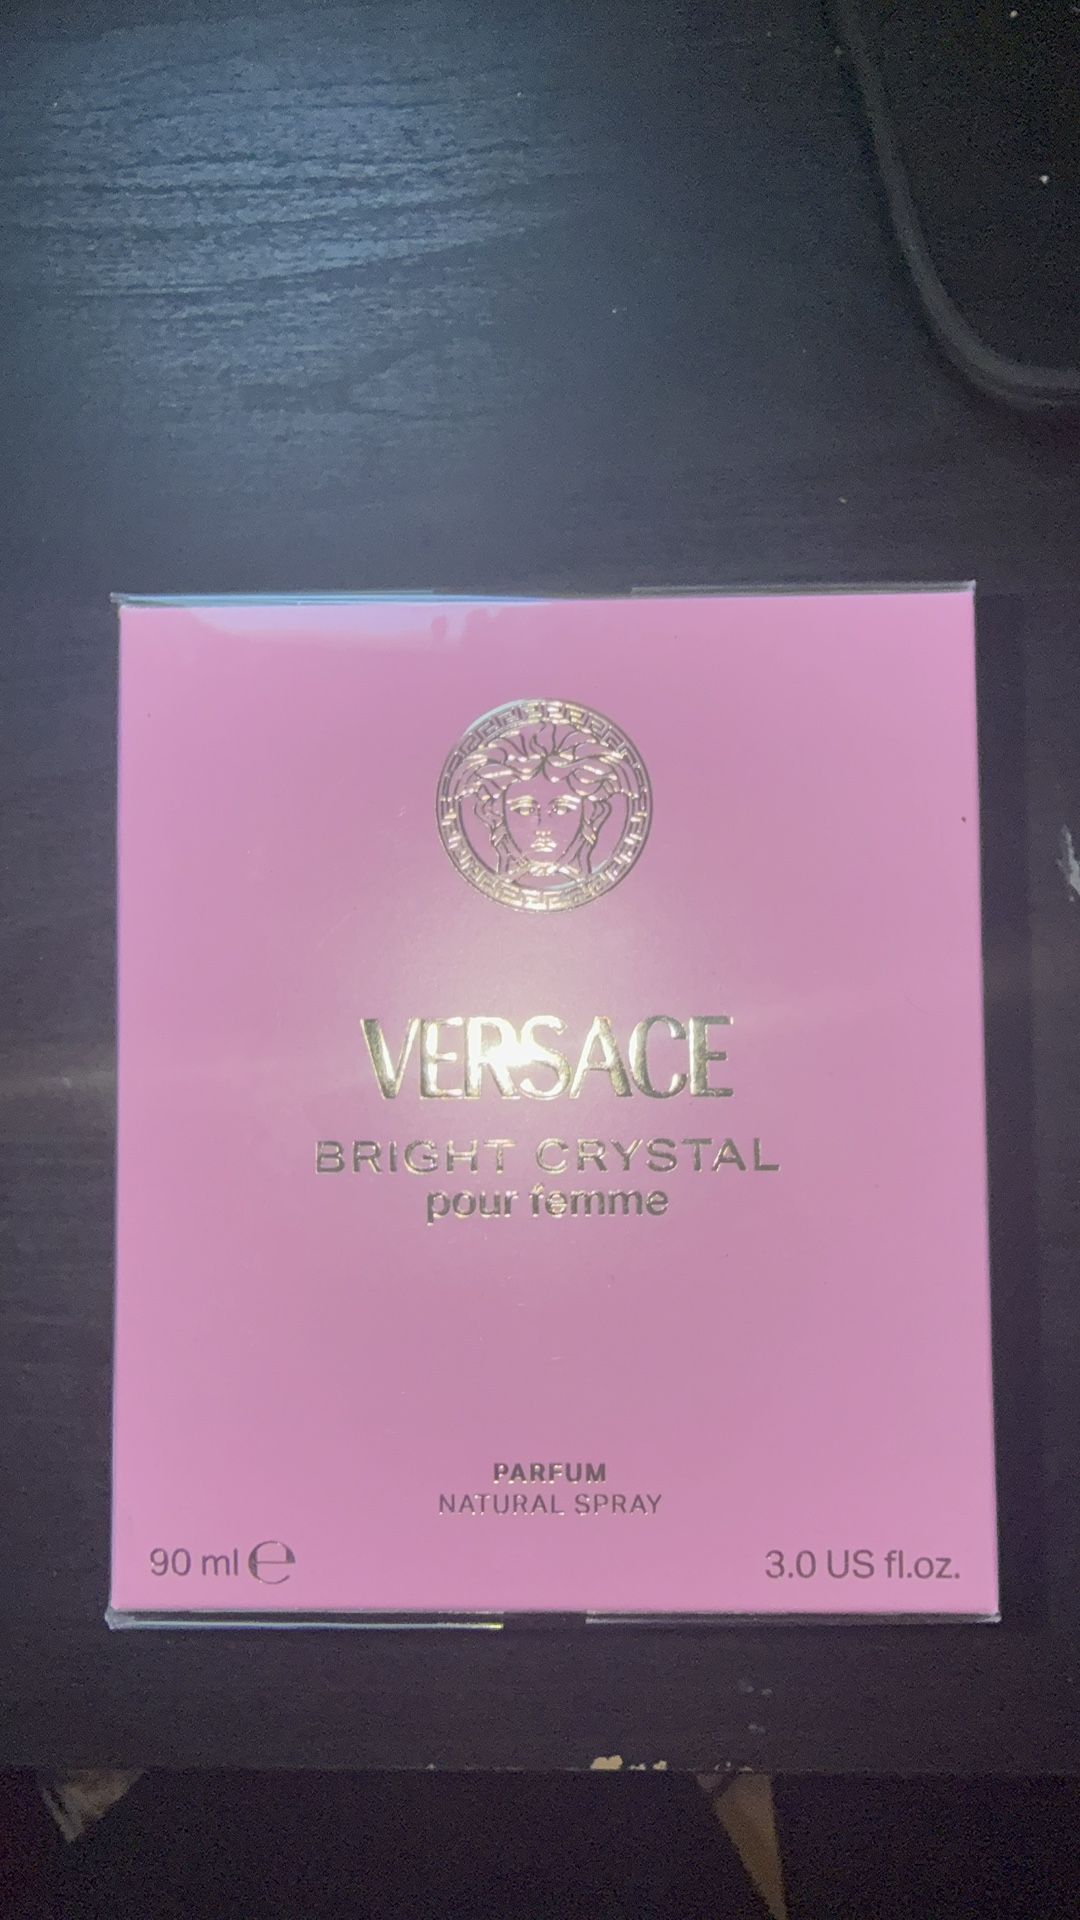 VERSACE
BRIGHT CRYSTAL
pour femme
PARFUM
NATURAL SPRAY
90 ml ℮
3.0 US fl.oz.